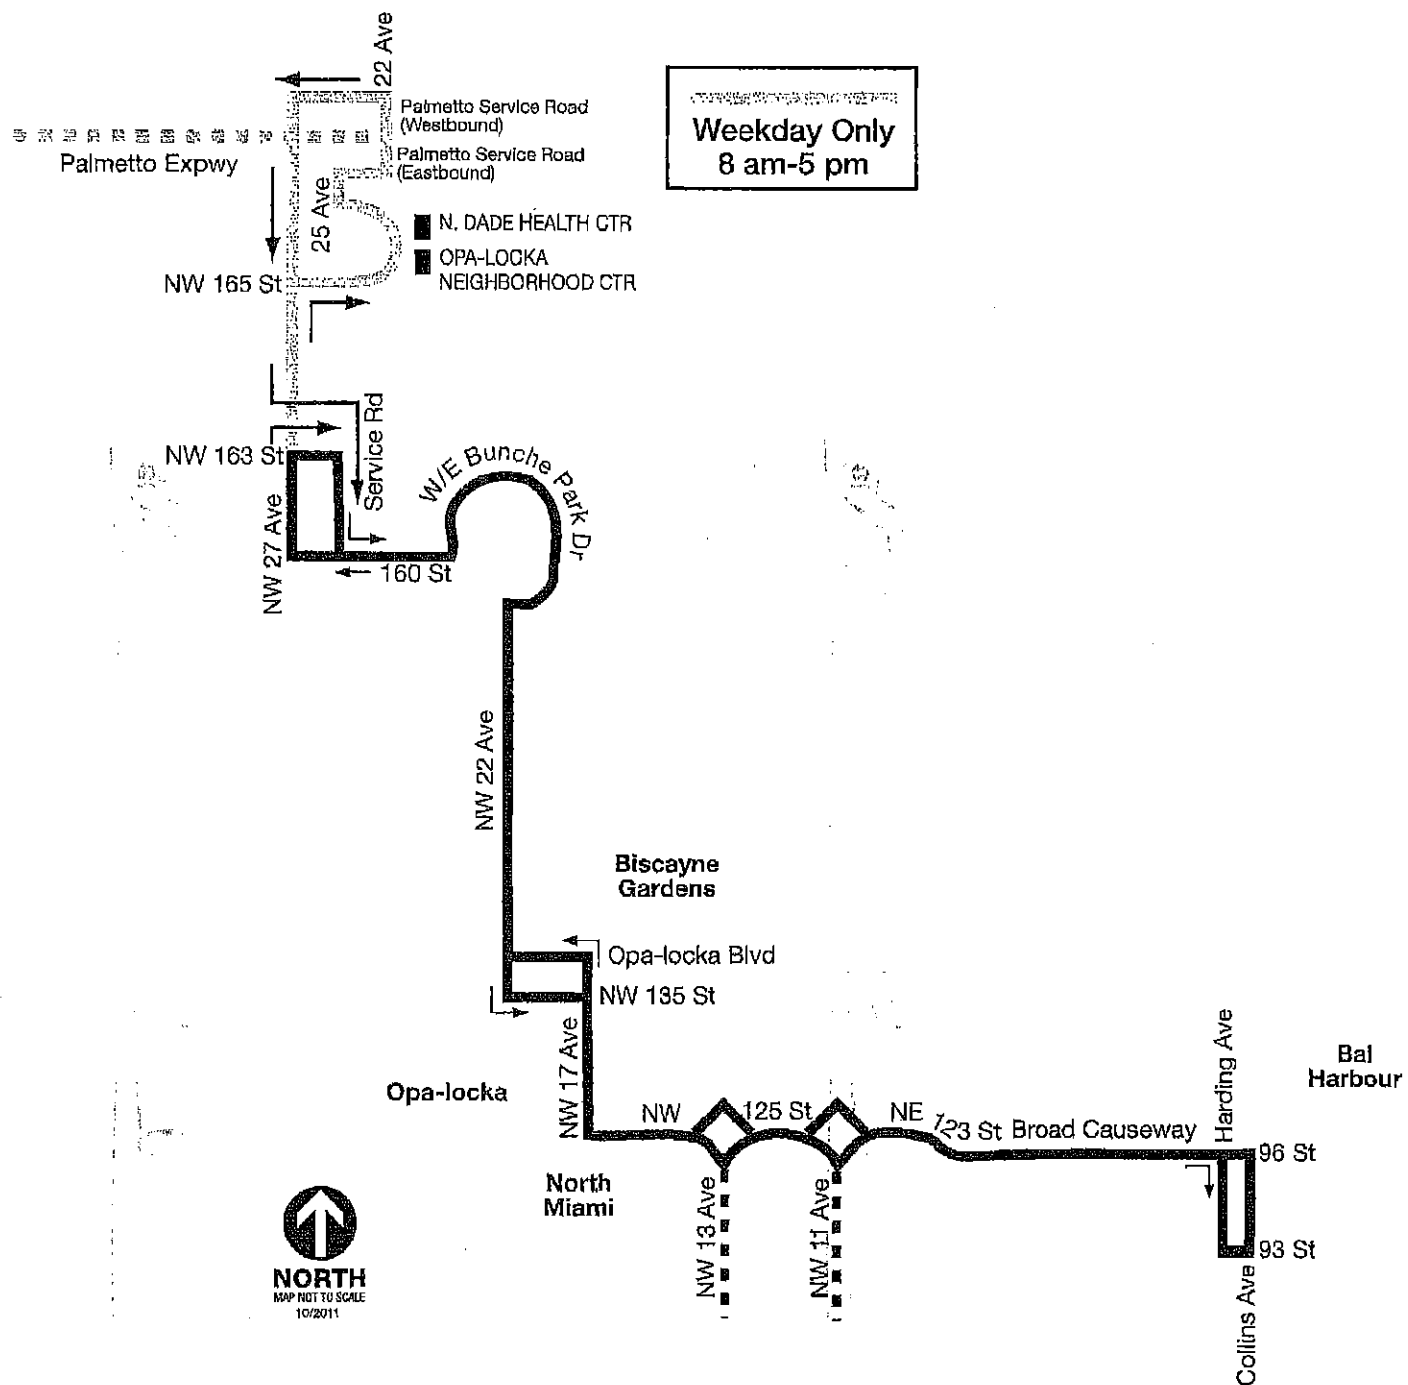 22 Ave
Palmetto Service Road
(Westbound)
Palmetto Expwy
Palmetto Service Road
(Eastbound)
Weekday Only
8 am-5 pm
25 Ave
N. DADE HEALTH CTR
OPA-LOCKA
NEIGHBORHOOD CTR
NW 165 St
Service Rd
NW 163 St
W/E Bunche Park Dr
NW 27 Ave
160 St
NW 22 Ave
Biscayne
Gardens
Opa-locka Blvd
NW 135 St
NW 17 Ave
Opa-locka
Harding Ave
Bal
Harbour
NW
125 St
NE
123 St Broad Causeway
96 St
North
Miami
NW 13 Ave
NW 11 Ave
93 St
Collins Ave
NORTH
MAP NOT TO SCALE
10/2011